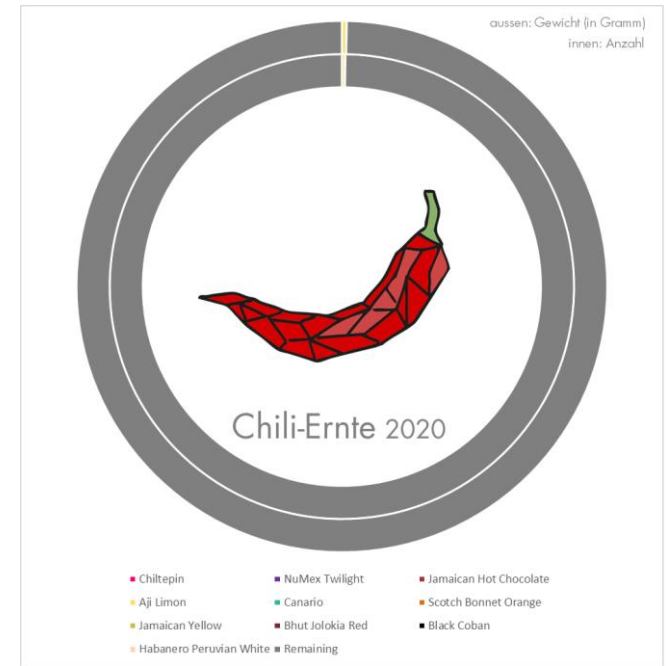 aussen: Gewicht (in Gramm)
innen: Anzahl
Chili-Ernte 2020
Chiltepin NuMex Twilight Jamaican Hot Chocolate
Aji Limon Canario Scotch Bonnet Orange
Jamaican Yellow Bhut Jolokia Red Black Coban
Habanero Peruvian White Remaining